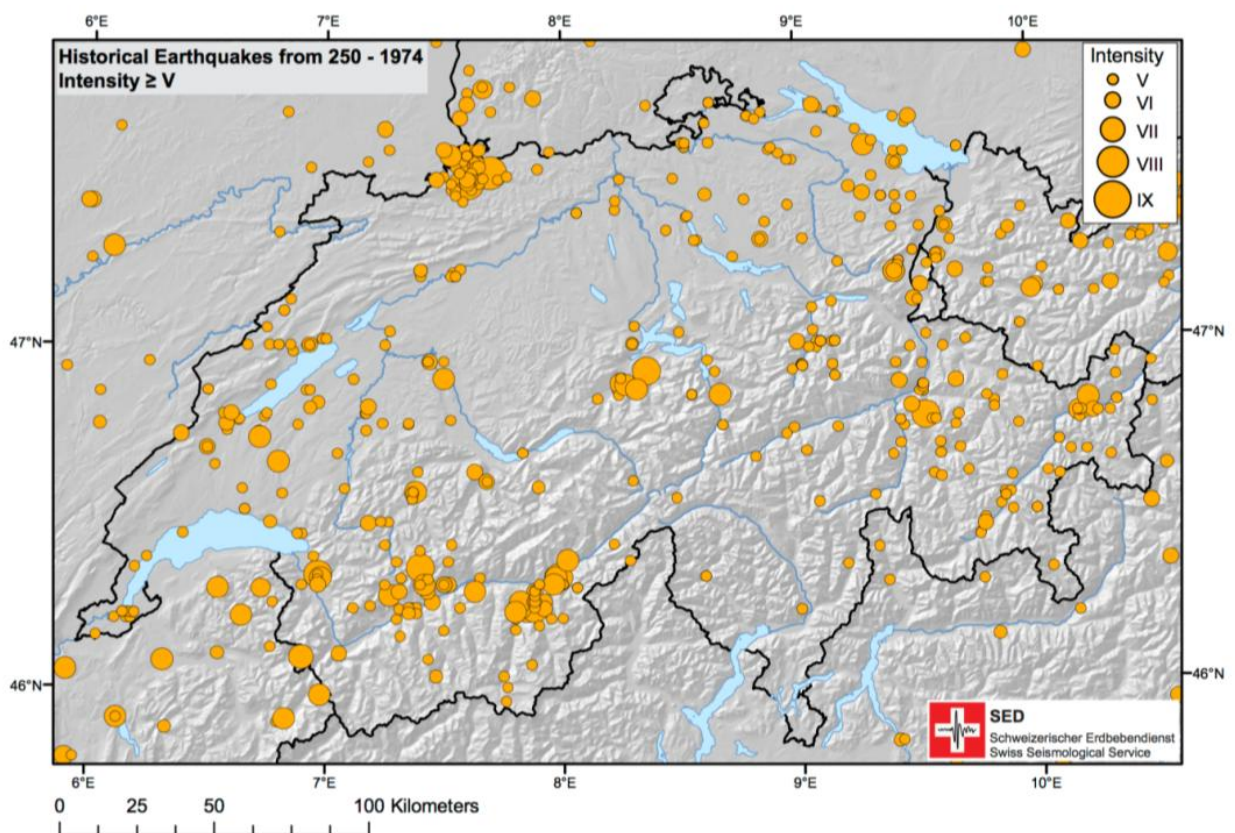 6°E 7°E 8°E 9°E 10°E
Historical Earthquakes from 250 - 1974
Intensity ≥ V
Intensity
V
VI
VII
VIII
IX
47°N 47°N
46°N 46°N
SED
Schweizerischer Erdbebendienst
Swiss Seismological Service
6°E 7°E 8°E 9°E 10°E
0 25 50 100 Kilometers